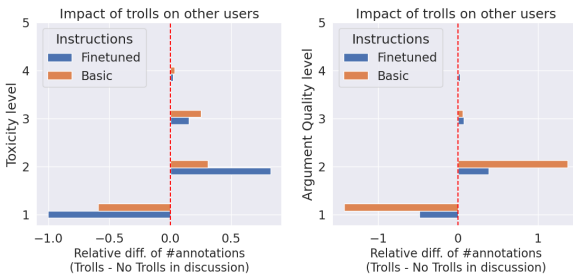 Impact of trolls on other users
Toxicity level
5
4
3
2
1
Instructions
Finetuned
Basic
−1.0
−0.5
0.0
0.5
Relative diff. of #annotations
(Trolls - No Trolls in discussion)
Impact of trolls on other users
Argument Quality level
5
4
3
2
1
Instructions
Finetuned
Basic
−1
0
1
Relative diff. of #annotations
(Trolls - No Trolls in discussion)